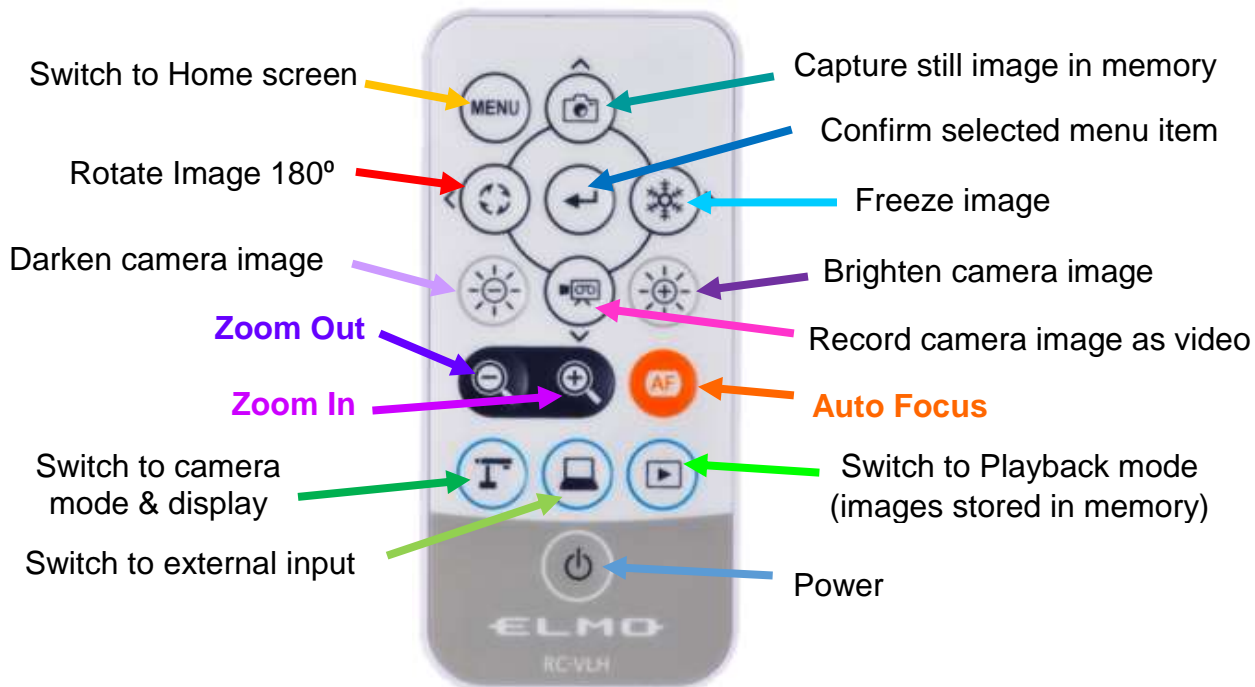 Switch to Home screen
Capture still image in memory
MENU
Confirm selected menu item
Rotate Image 180º
Freeze image
Darken camera image
Brighten camera image
Zoom Out
Record camera image as video
Zoom In
AF
Auto Focus
Switch to camera
mode & display
Switch to Playback mode
(images stored in memory)
Switch to external input
Power
ELMO
RC-VLH